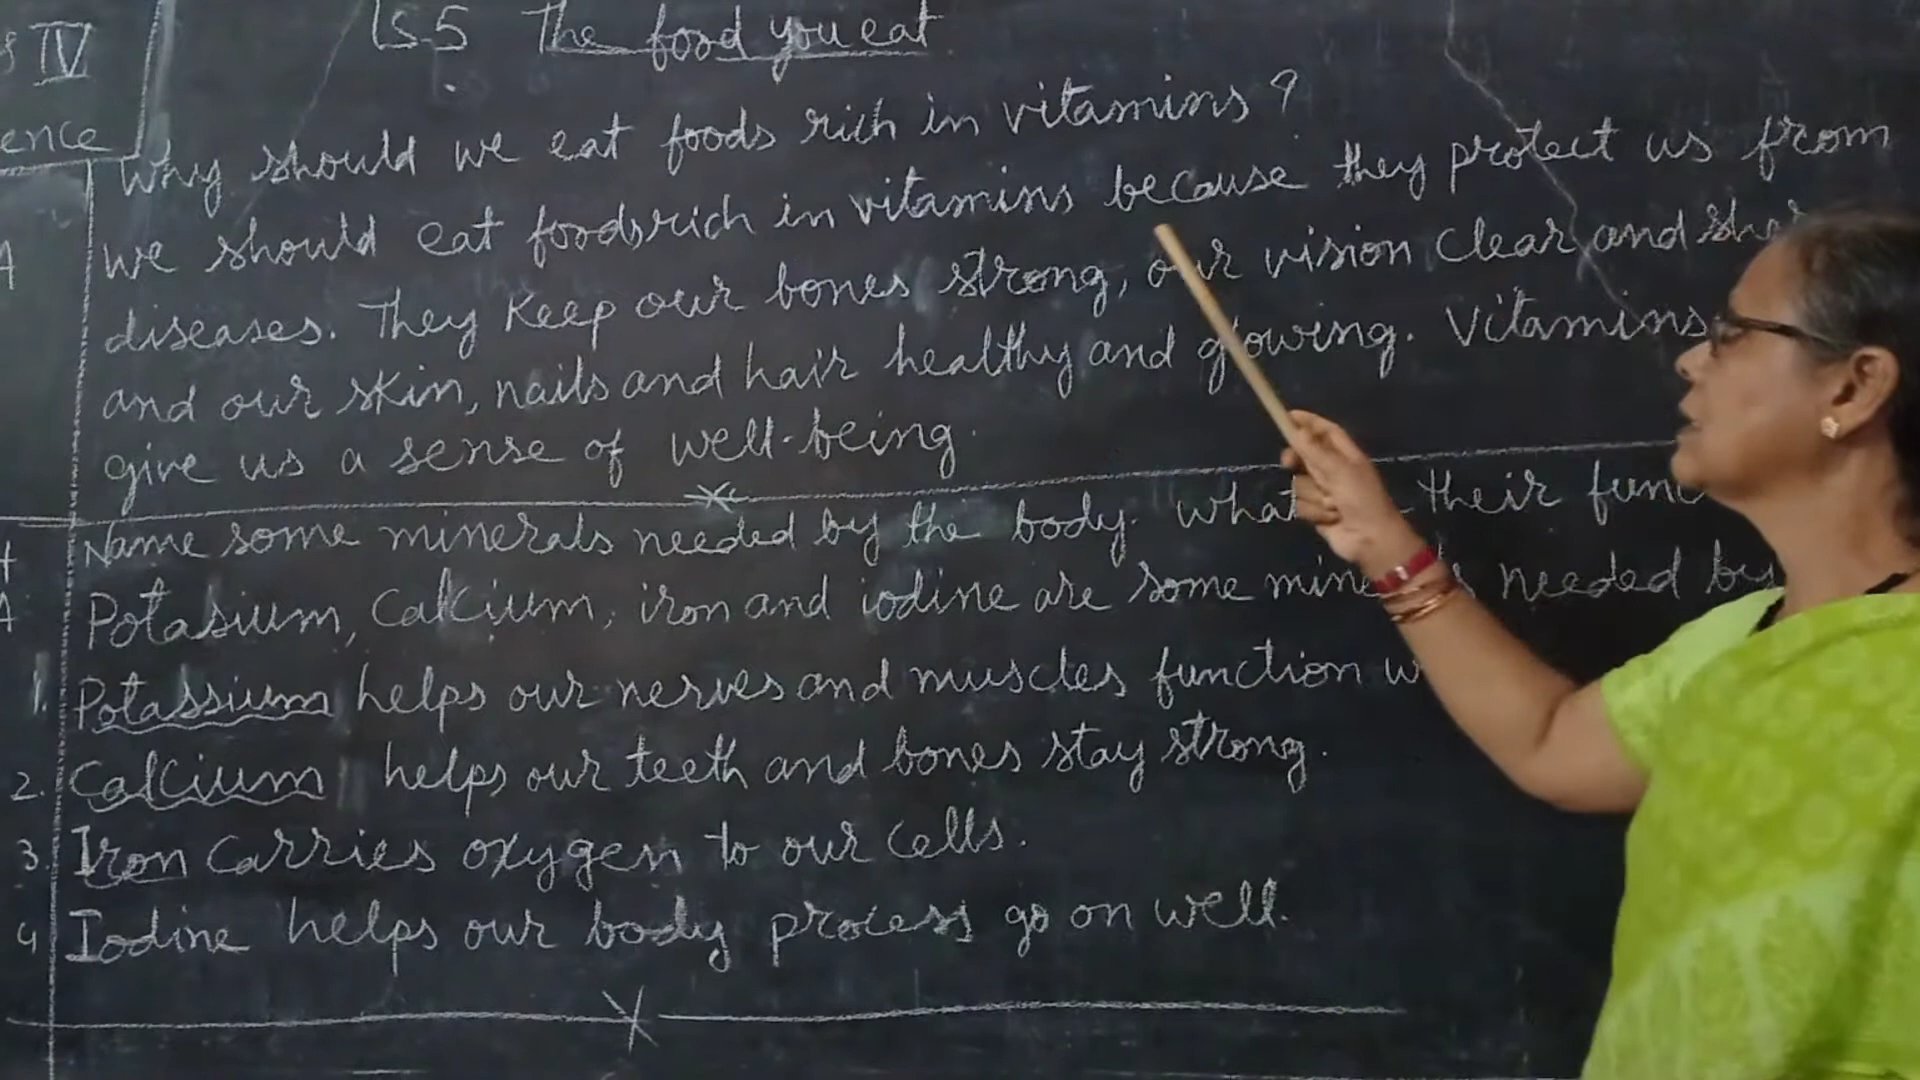 IV
Ls-5 The food you eat
Why should we eat foods rich in vitamins?
A we should eat foods rich in vitamins because they protect us from
diseases. They Keep our bones strong, our vision clear and
and our skin, nails and hair healthy and glowing. Vitamins
give us a sense of well-being.
Name some minerals needed by the body. what their
A Potasium, Calcium, iron and iodine are some needed by
1. Potassium helps our nerves and muscles function
2. Calcium helps our teeth and bones stay strong.
3. Iron carries oxygen to our cells.
4 Iodine helps our body process go on well.